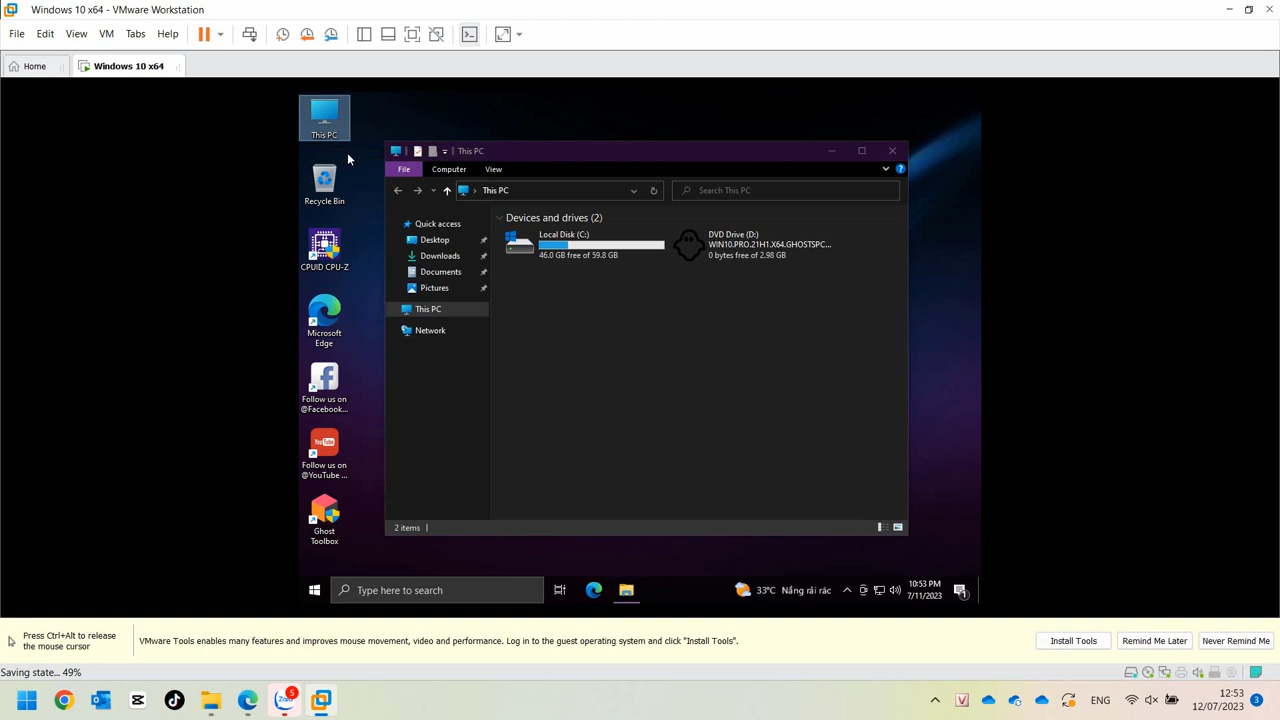 Windows 10 x64 - VMware Workstation
File Edit View VM Tabs Help
Home
Windows 10 x64
This PC
Recycle Bin
CPUID CPU-Z
Microsoft
Edge
Follow us on
@Facebook...
You Tube
Follow us on
@YouTube ...
Ghost
Toolbox
This PC
File Computer View
This PC
Search This PC
Quick access
Desktop
Downloads
Documents
Pictures
This PC
Network
Devices and drives (2)
Local Disk (C:)
46.0 GB free of 59.8 GB
DVD Drive (D:)
WIN10.PRO.21H1.X64.GHOSTSPC...
0 bytes free of 2.98 GB
2 items
Type here to search
33°C Nắng rải rác
10:53 PM
7/11/2023
1
Press Ctrl+Alt to release
the mouse cursor
VMware Tools enables many features and improves mouse movement, video and performance. Log in to the guest operating system and click "Install Tools".
Install Tools
Remind Me Later
Never Remind Me
Saving state... 49%
Zalo
5
ENG
12:53
12/07/2023
3